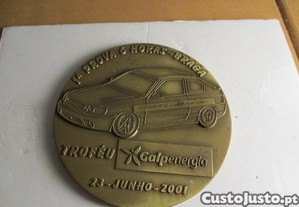 1ª PROVA 6 HORAS-BRAGA
TROFÉU
Galpenergia
23-JUNHO-2001
CustoJusto.pt